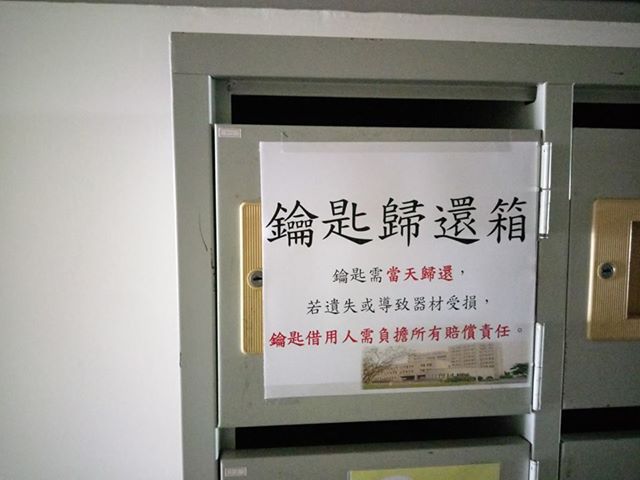 鑰匙歸還箱
鑰匙需當天歸還，
若遺失或導致器材受損，
鑰匙借用人需負擔所有賠償責任。